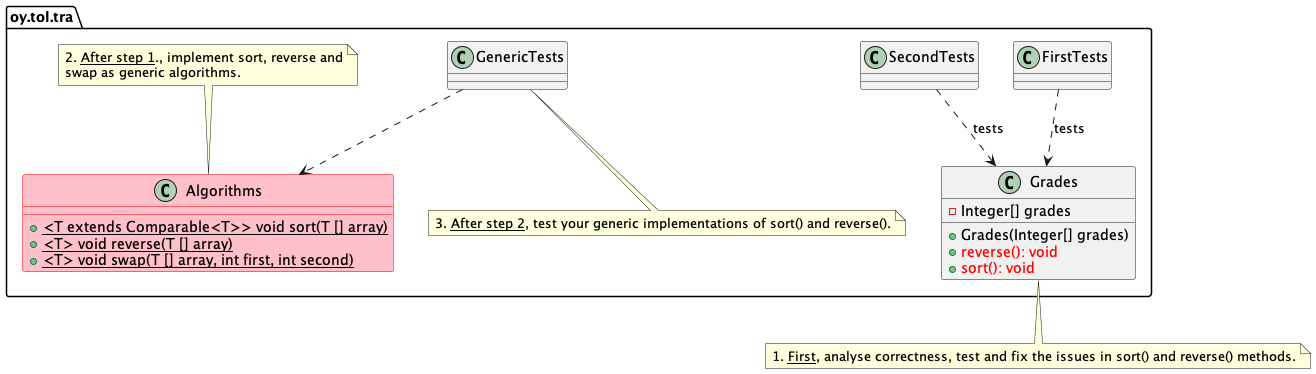 oy.tol.tra
2. After step 1., implement sort, reverse and
swap as generic algorithms.
C GenericTests
C SecondTests
C FirstTests
tests
tests
C Algorithms
<T extends Comparable<T>> void sort(T [] array)
<T> void reverse(T [] array)
<T> void swap(T [] array, int first, int second)
3. After step 2, test your generic implementations of sort() and reverse().
C Grades
Integer[] grades
Grades(Integer[] grades)
reverse(): void
sort(): void
1. First, analyse correctness, test and fix the issues in sort() and reverse() methods.